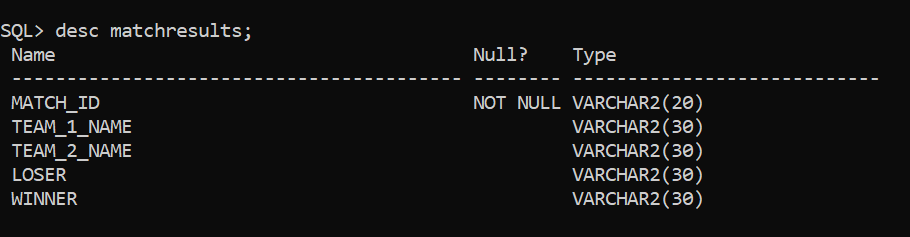 SQL> desc matchresults;
Name Null? Type
----------------------------------------- -------- ----------------------------
MATCH_ID NOT NULL VARCHAR2(20)
TEAM_1_NAME VARCHAR2(30)
TEAM_2_NAME VARCHAR2(30)
LOSER VARCHAR2(30)
WINNER VARCHAR2(30)